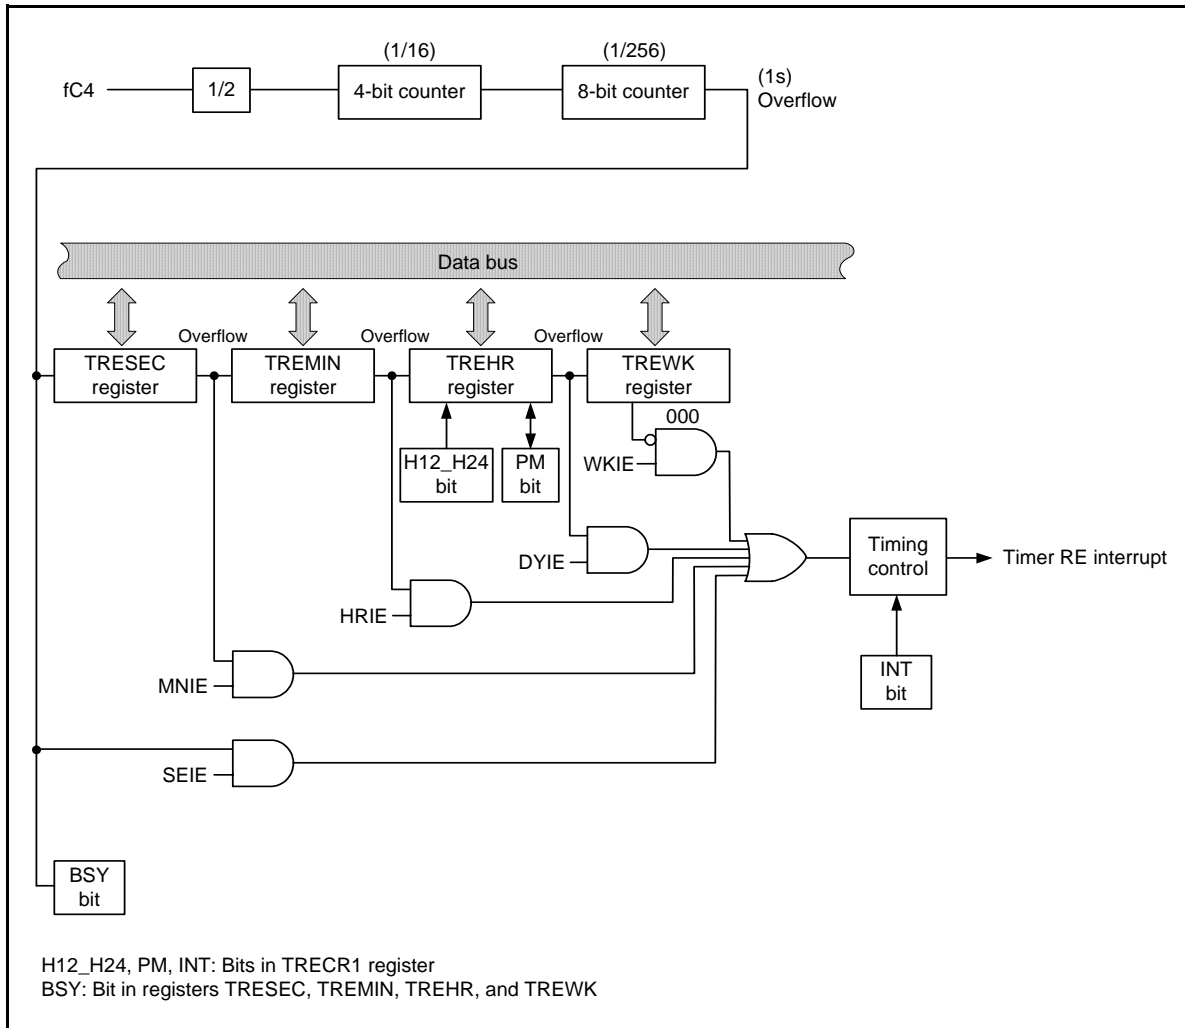 (1/16)
(1/256)
fC4
1/2
4-bit counter
8-bit counter
(1s)
Overflow
Data bus
Overflow
Overflow
Overflow
TRESEC
register
TREMIN
register
TREHR
register
TREWK
register
000
H12_H24
bit
PM
bit
WKIE
DYIE
Timing
control
Timer RE interrupt
HRIE
INT
bit
MNIE
SEIE
BSY
bit
H12_H24, PM, INT: Bits in TRECR1 register
BSY: Bit in registers TRESEC, TREMIN, TREHR, and TREWK